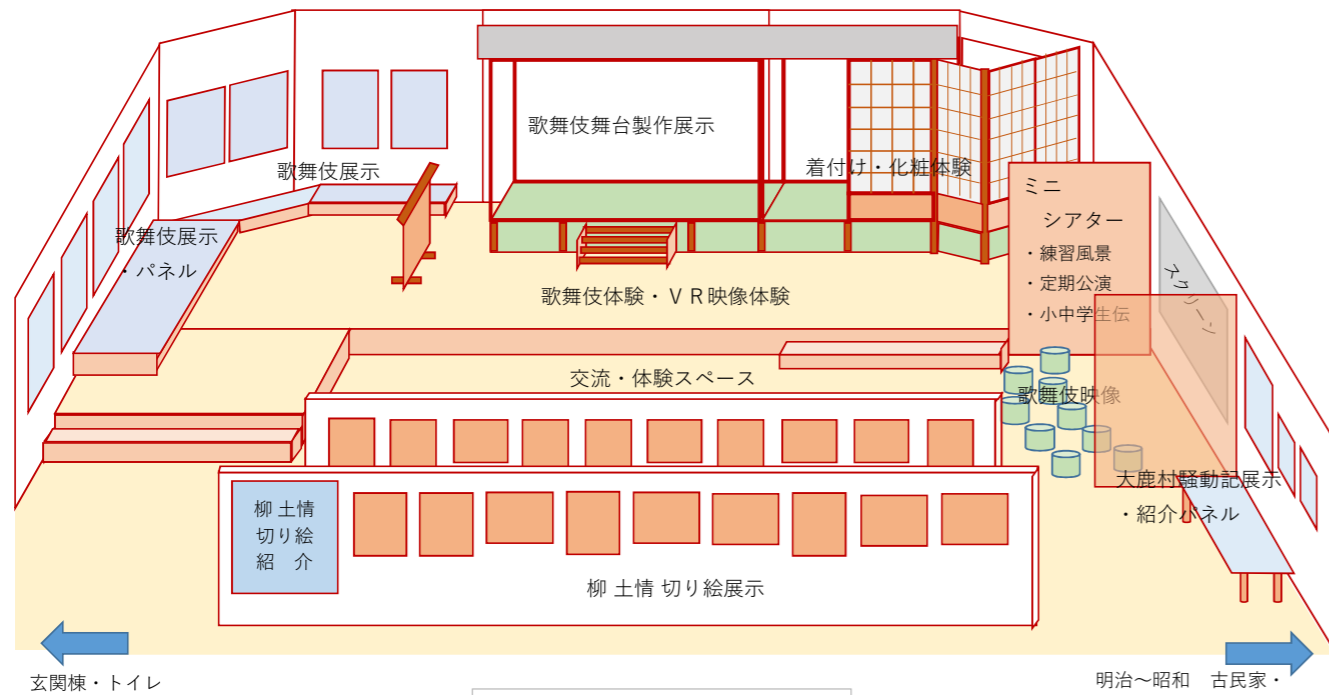 歌舞伎舞台製作展示
着付け・化粧体験
歌舞伎展示
ミニ
シアター
・練習風景
・定期公演
・小中学生伝
スクリーン
歌舞伎展示
・パネル
歌舞伎体験・ＶＲ映像体験
交流・体験スペース
歌舞伎映像
大鹿村騒動記展示
・紹介パネル
柳 土情
切り絵
紹　介
柳 土情 切り絵展示
玄関棟・トイレ
明治～昭和　古民家・